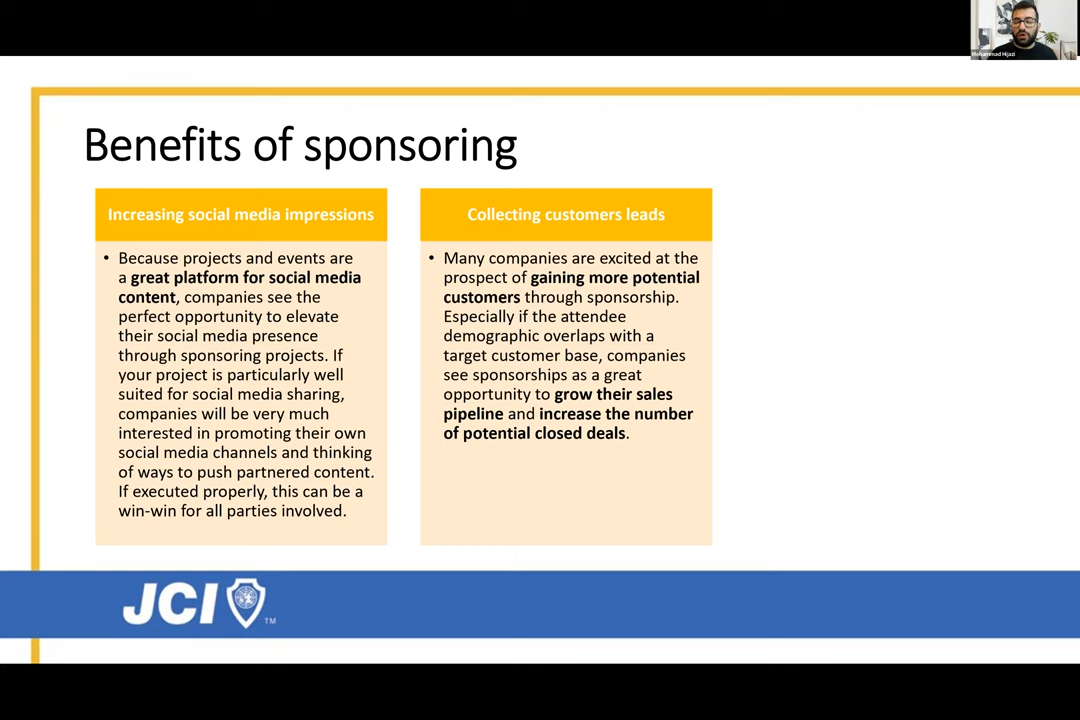 Mohammad Hijazi
Benefits of sponsoring
Increasing social media impressions
• Because projects and events are
a great platform for social media
content, companies see the
perfect opportunity to elevate
their social media presence
through sponsoring projects. If
your project is particularly well
suited for social media sharing,
companies will be very much
interested in promoting their own
social media channels and thinking
of ways to push partnered content.
If executed properly, this can be a
win-win for all parties involved.
Collecting customers leads
• Many companies are excited at the
prospect of gaining more potential
customers through sponsorship.
Especially if the attendee
demographic overlaps with a
target customer base, companies
see sponsorships as a great
opportunity to grow their sales
pipeline and increase the number
of potential closed deals.
JCI TM